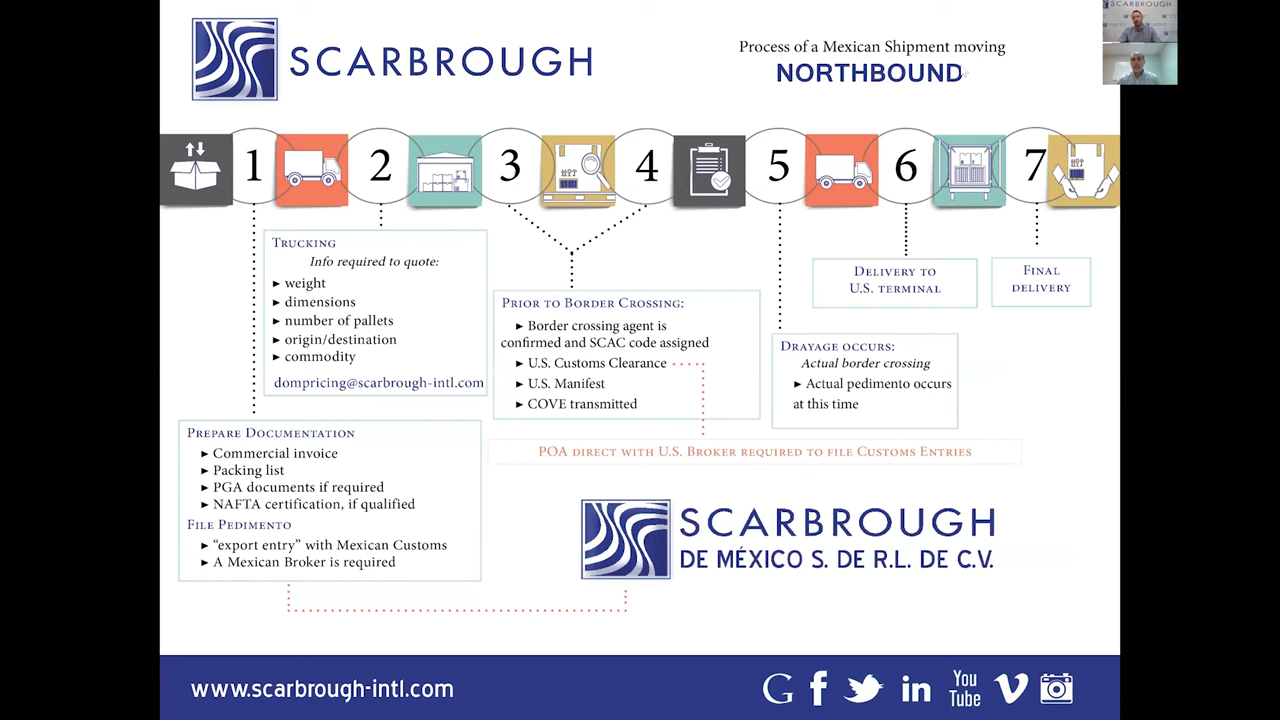 SCARBROUGH
Process of a Mexican Shipment moving
NORTHBOUND
SCARBROUGH
1
2
3
4
5
6
7
Trucking
Info required to quote:
► weight
► dimensions
► number of pallets
► origin/destination
► commodity
dompricing@scarbrough-intl.com
Prepare Documentation
► Commercial invoice
► Packing list
► PGA documents if required
► NAFTA certification, if qualified
File Pedimento
► “export entry” with Mexican Customs
► A Mexican Broker is required
Prior to Border Crossing:
► Border crossing agent is
confirmed and SCAC code assigned
► U.S. Customs Clearance
► U.S. Manifest
► COVE transmitted
POA direct with U.S. Broker required to file Customs Entries
Drayage occurs:
Actual border crossing
► Actual pedimento occurs
at this time
Delivery to
U.S. terminal
Final
delivery
SCARBROUGH
DE MÉXICO S. DE R.L. DE C.V.
www.scarbrough-intl.com
G
f
in
You
Tube
V